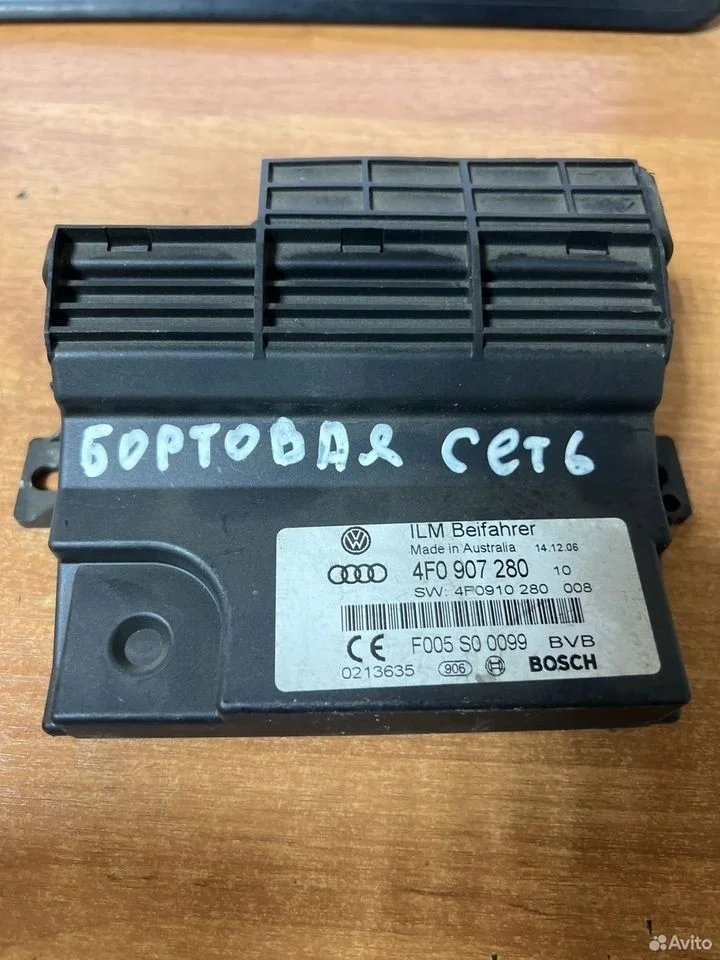 БОРТОВАЯ СЕТЬ
ILM Beifahrer
Made in Australia 14.12.06
4F0 907 280 10
SW: 4F0910 280 008
CE F005 S0 0099 BVB
0213635 906 BOSCH
Avito